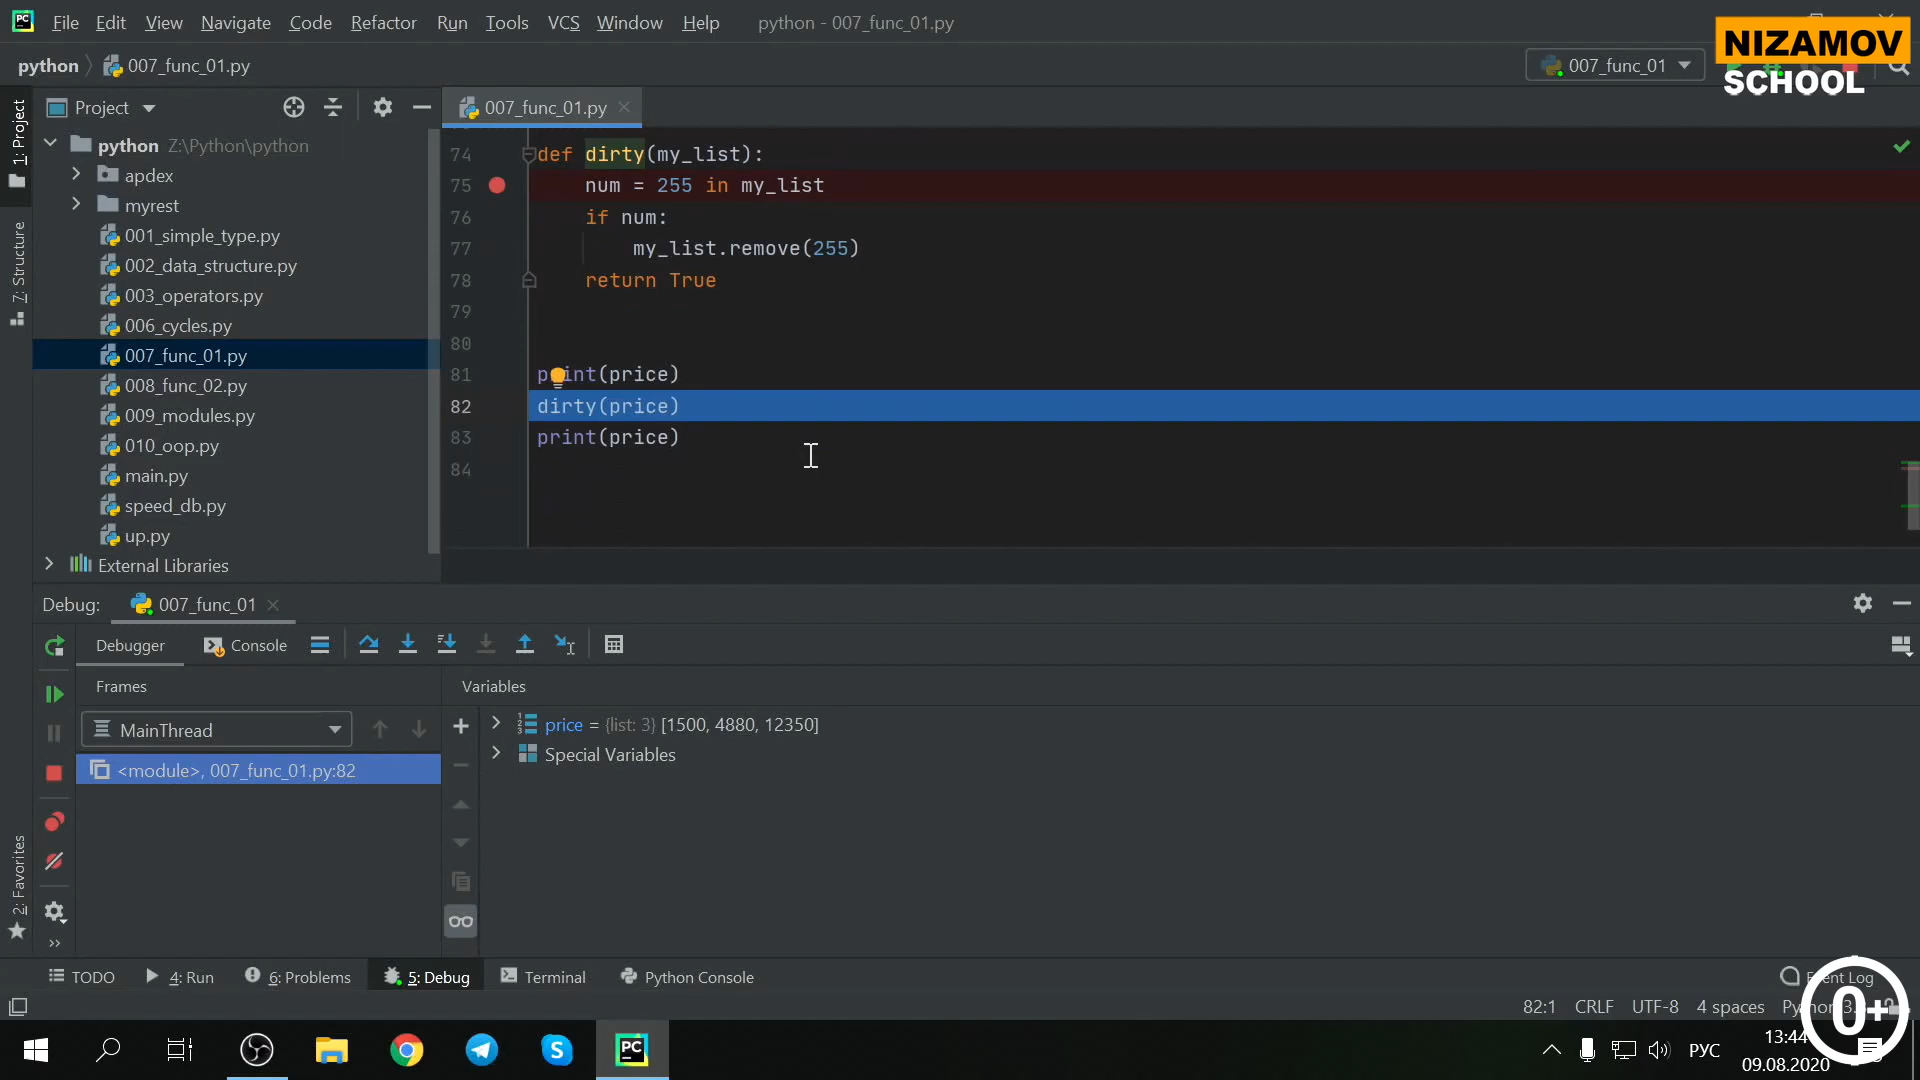 File Edit View Navigate Code Refactor Run Tools VCS Window Help python - 007_func_01.py
NIZAMOV
SCHOOL
python 007_func_01.py
007_func_01
1: Project
7: Structure
2: Favorites
Project
007_func_01.py
python Z:\Python\python
apdex
myrest
001_simple_type.py
002_data_structure.py
003_operators.py
006_cycles.py
007_func_01.py
008_func_02.py
009_modules.py
010_oop.py
main.py
speed_db.py
up.py
External Libraries
74 def dirty(my_list):
75 num = 255 in my_list
76 if num:
77 my_list.remove(255)
78 return True
79
80
81 print(price)
82 dirty(price)
83 print(price)
84
Debug: 007_func_01
Debugger Console
Frames
Variables
MainThread
<module>, 007_func_01.py:82
price = {list: 3} [1500, 4880, 12350]
Special Variables
TODO 4: Run 6: Problems 5: Debug Terminal Python Console
82:1 CRLF UTF-8 4 spaces
0+
PC
РУС
13:44
09.08.2020